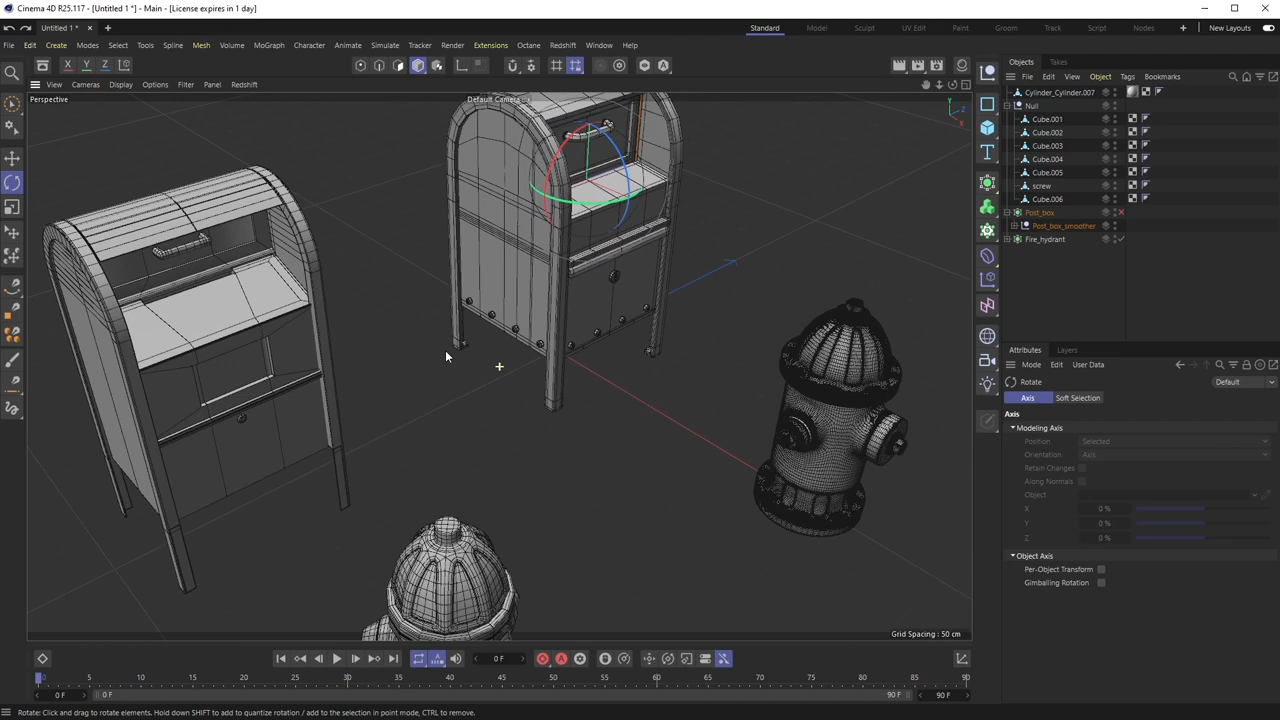 Cinema 4D R25.117 - [Untitled 1 *] - Main - [License expires in 1 day]
Untitled 1 *
Standard Model Sculpt UV Edit Paint Groom Track Script Nodes New Layouts
File Edit Create Modes Select Tools Spline Mesh Volume MoGraph Character Animate Simulate Tracker Render Extensions Octane Redshift Window Help
X Y Z
Objects Takes
File Edit View Object Tags Bookmarks
View Cameras Display Options Filter Panel Redshift
Perspective
Default Camera
Y
Z
X
Cylinder_Cylinder.007
Null
Cube.001
Cube.002
Cube.003
Cube.004
Cube.005
screw
Cube.006
Post_box
Post_box_smoother
Fire_hydrant
Attributes Layers
Mode Edit User Data
Rotate Default
Axis Soft Selection
Axis
Modeling Axis
Position Selected
Orientation Axis
Retain Changes
Along Normals
Object
X 0 %
Y 0 %
Z 0 %
Object Axis
Per-Object Transform
Gimballing Rotation
Grid Spacing : 50 cm
0 F
0 5 10 15 20 25 30 35 40 45 50 55 60 65 70 75 80 85 90
0 F 0 F 90 F 90 F
Rotate: Click and drag to rotate elements. Hold down SHIFT to add to quantize rotation / add to the selection in point mode, CTRL to remove.